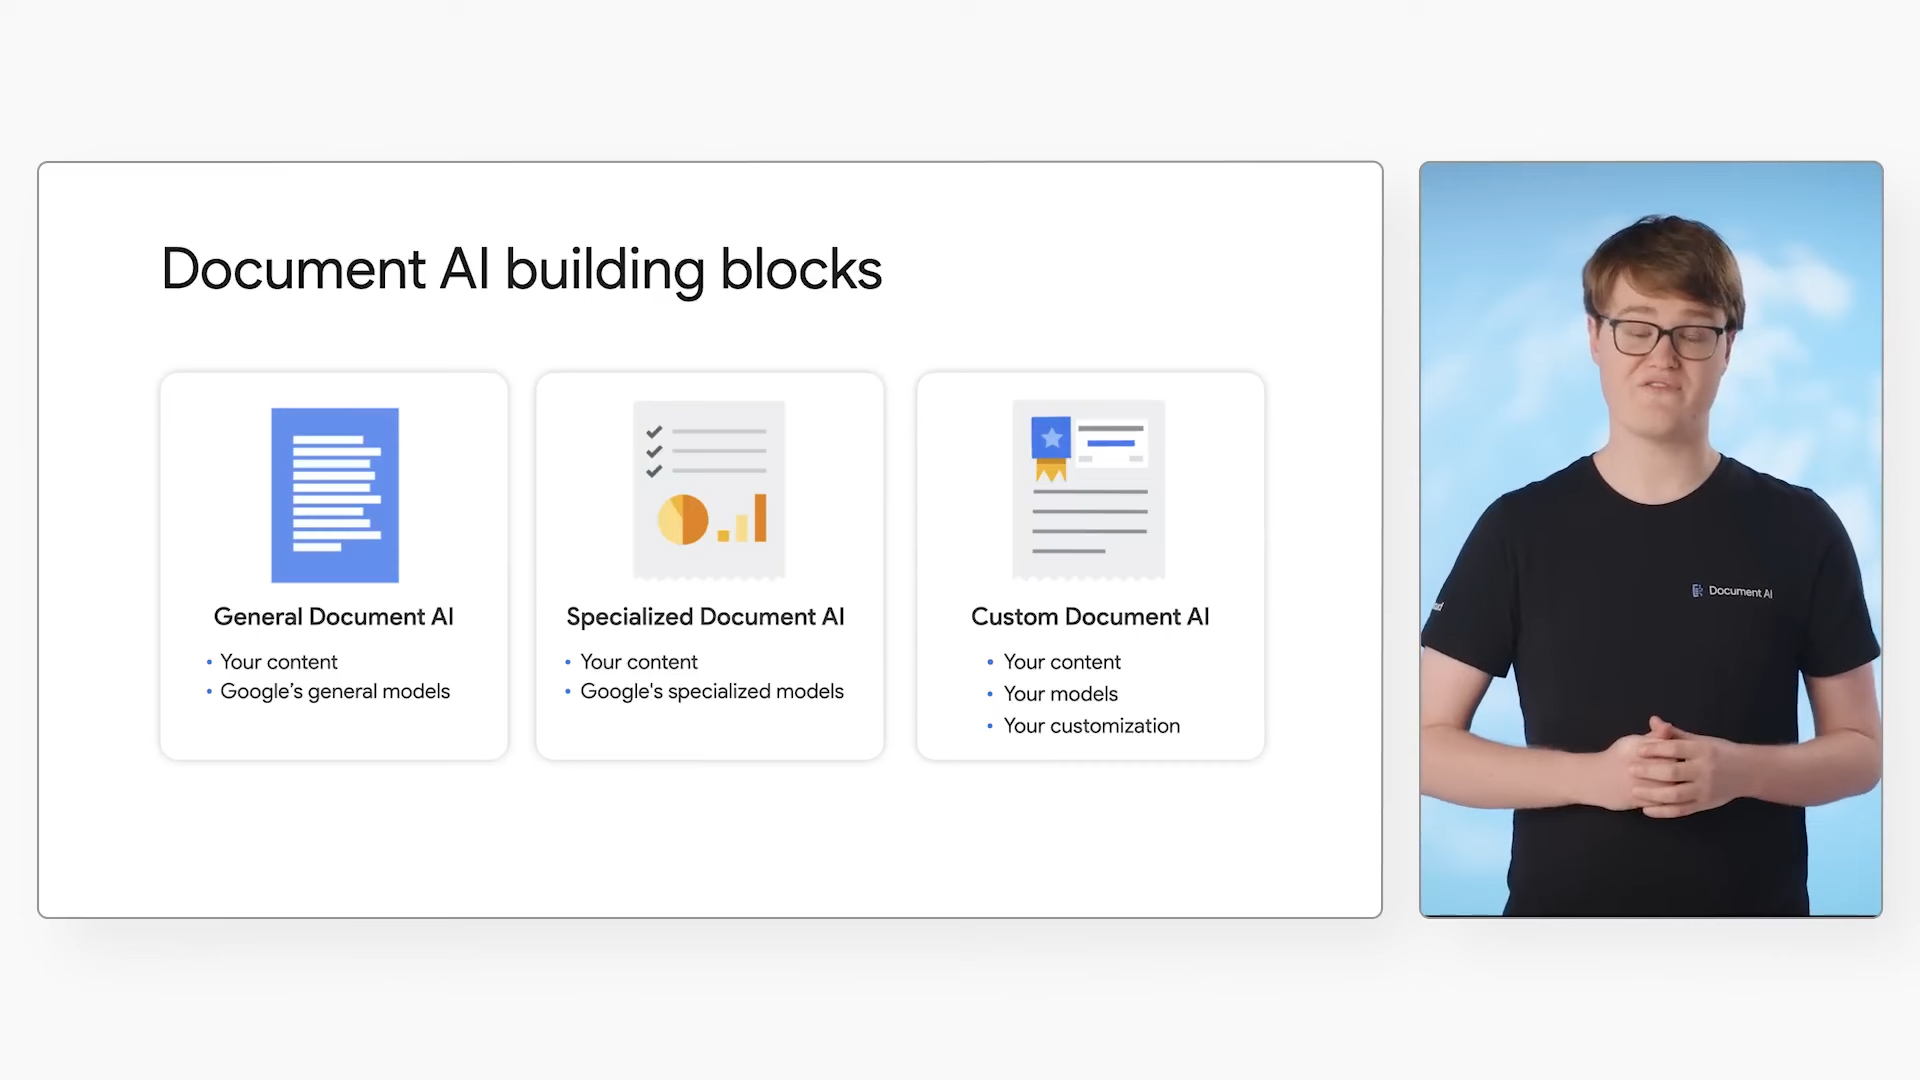 Document AI building blocks
General Document AI
• Your content
• Google’s general models
Specialized Document AI
• Your content
• Google's specialized models
Custom Document AI
• Your content
• Your models
• Your customization
Document AI